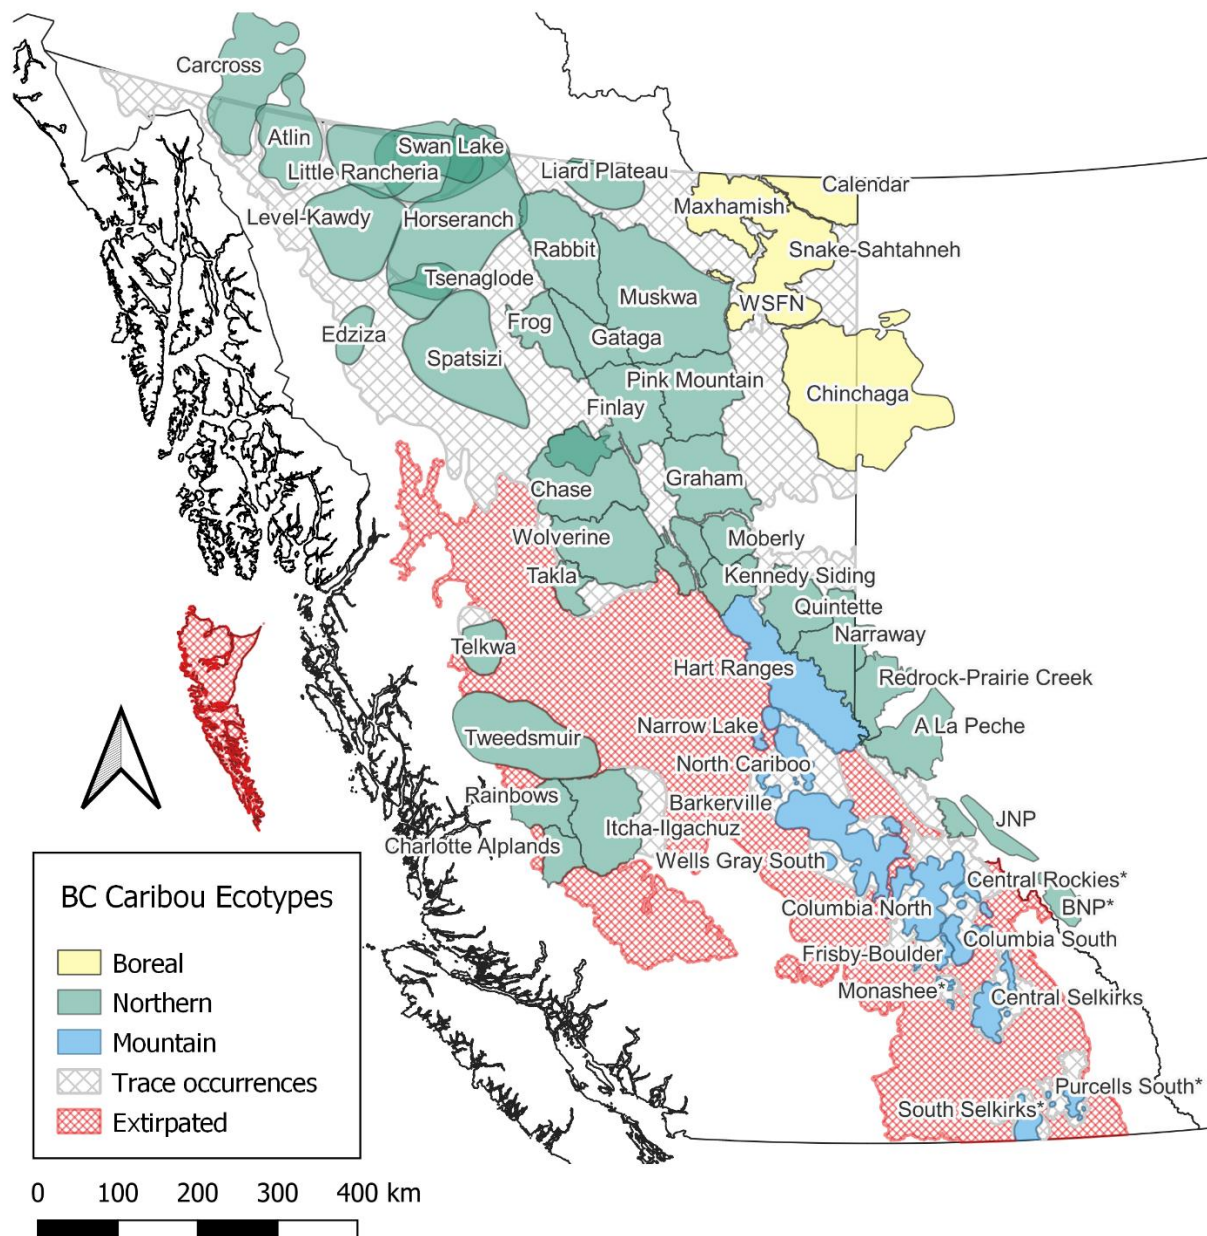 Carcross
Atlin
Swan Lake
Little Rancheria
Liard Plateau
Calendar
Maxhamish
Level-Kawdy
Horseranch
Rabbit
Snake-Sahtahneh
Tsenaglode
Muskwa
WSFN
Edziza
Frog
Gataga
Spatsizi
Pink Mountain
Chinchaga
Finlay
Chase
Graham
Wolverine
Moberly
Takla
Kennedy Siding
Quintette
Narraway
Telkwa
Hart Ranges
Redrock-Prairie Creek
Narrow Lake
A La Peche
Tweedsmuir
North Cariboo
Rainbows
Barkerville
JNP
Itcha-Ilgachuz
Charlotte Alplands
Wells Gray South
Central Rockies*
BNP*
Columbia North
Columbia South
Frisby-Boulder
Monashee*
Central Selkirks
Purcells South*
South Selkirks*
BC Caribou Ecotypes
Boreal
Northern
Mountain
Trace occurrences
Extirpated
0 100 200 300 400 km